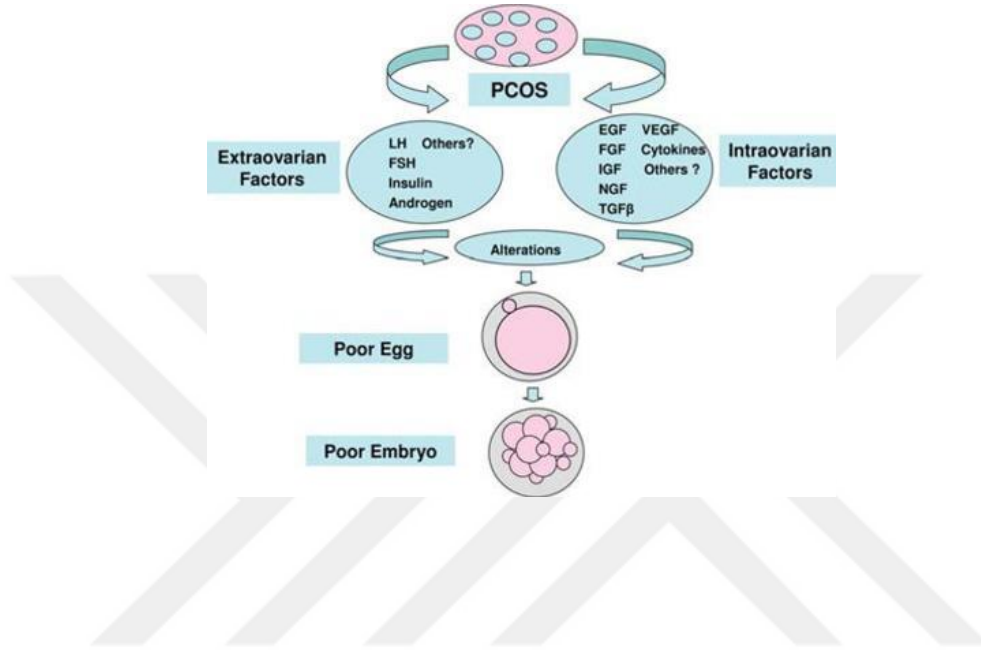 PCOS
Extraovarian
Factors
LH Others?
FSH
Insulin
Androgen
EGF VEGF
FGF Cytokines
IGF Others ?
NGF
TGFβ
Intraovarian
Factors
Alterations
Poor Egg
Poor Embryo